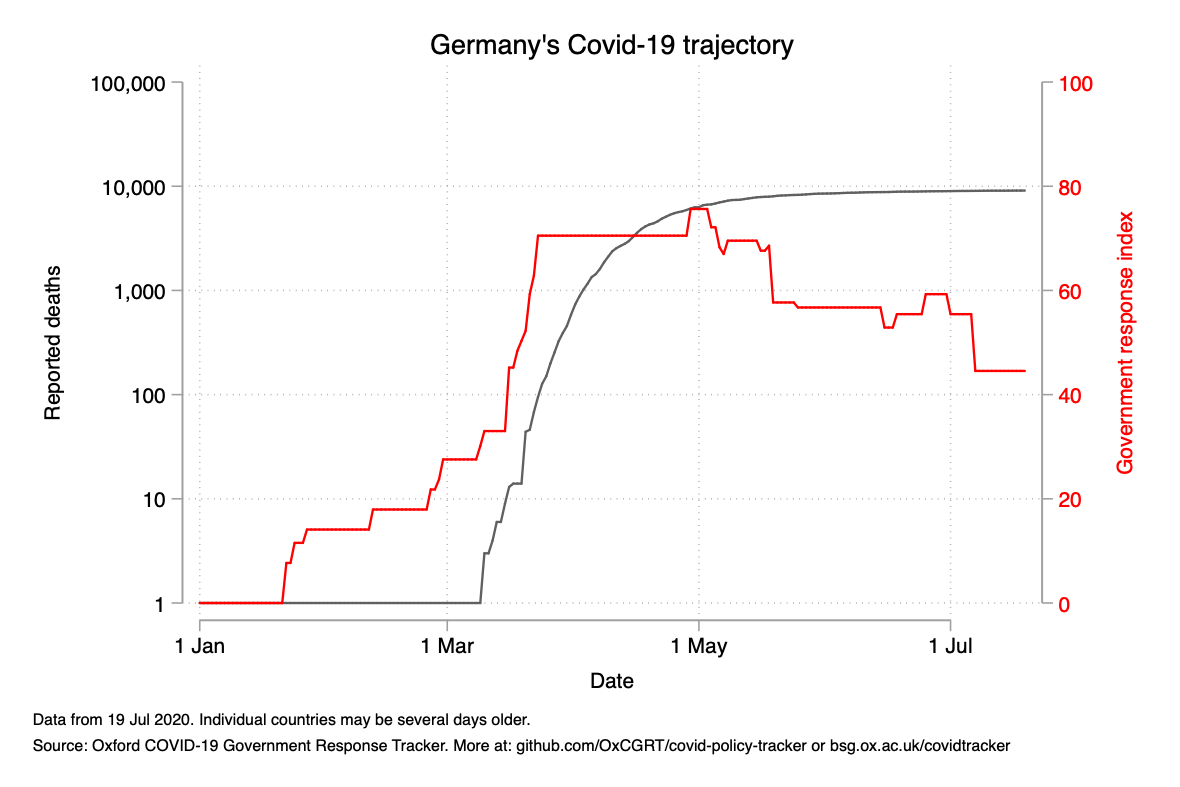 Germany's Covid-19 trajectory
100,000
10,000
1,000
100
10
1
Reported deaths
100
80
60
40
20
0
Government response index
1 Jan
1 Mar
1 May
1 Jul
Date
Data from 19 Jul 2020. Individual countries may be several days older.
Source: Oxford COVID-19 Government Response Tracker. More at: github.com/OxCGRT/covid-policy-tracker or bsg.ox.ac.uk/covidtracker